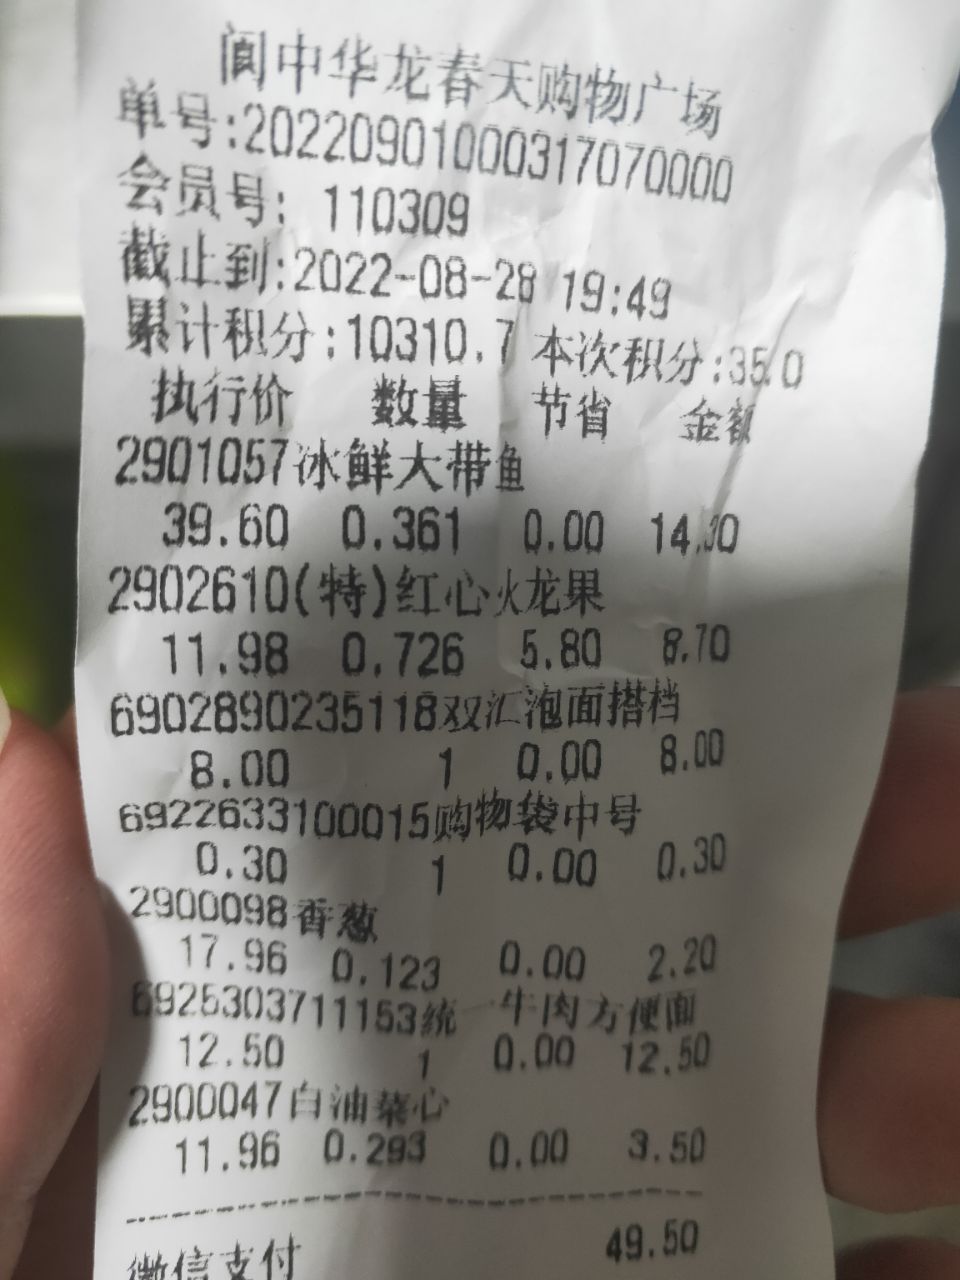 阆中华龙春天购物广场
单号:20220901000317070000
会员号: 110309
截止到:2022-08-28 19:49
累计积分:10310.7 本次积分:35.0
执行价 数量 节省 金额
2901057冰鲜大带鱼
39.60 0.361 0.00 14.30
2902610(特)红心火龙果
11.98 0.726 5.80 8.70
6902890235118双汇泡面搭档
8.00 1 0.00 8.00
6922633100015购物袋中号
0.30 1 0.00 0.30
2900098香葱
17.96 0.123 0.00 2.20
6925303711153统一牛肉方便面
12.50 1 0.00 12.50
2900047白油菜心
11.96 0.293 0.00 3.50
微信支付 49.50